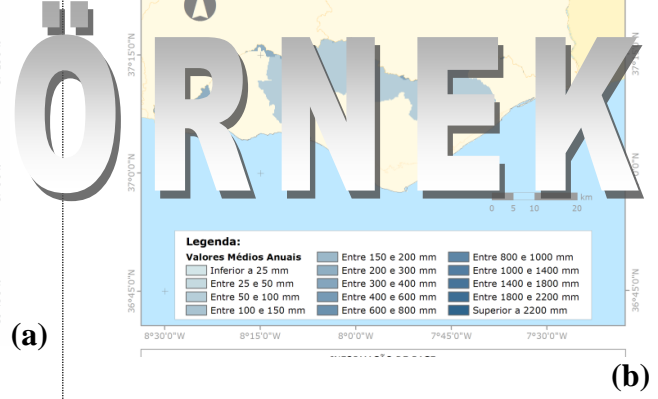 ÖRNEK
37°15'0"N
37°15'0"N
37°0'0"N
0'0"N
km
0 5 10 20
Legenda:
Valores Médios Anuais
Inferior a 25 mm
Entre 25 e 50 mm
Entre 50 e 100 mm
Entre 100 e 150 mm
Entre 150 e 200 mm
Entre 200 e 300 mm
Entre 300 e 400 mm
Entre 400 e 600 mm
Entre 600 e 800 mm
Entre 800 e 1000 mm
Entre 1000 e 1400 mm
Entre 1400 e 1800 mm
Entre 1800 e 2200 mm
Superior a 2200 mm
36°45'0"N
36°45'0"N
8°30'0"W 8°15'0"W 8°0'0"W 7°45'0"W 7°30'0"W
(a)
(b)